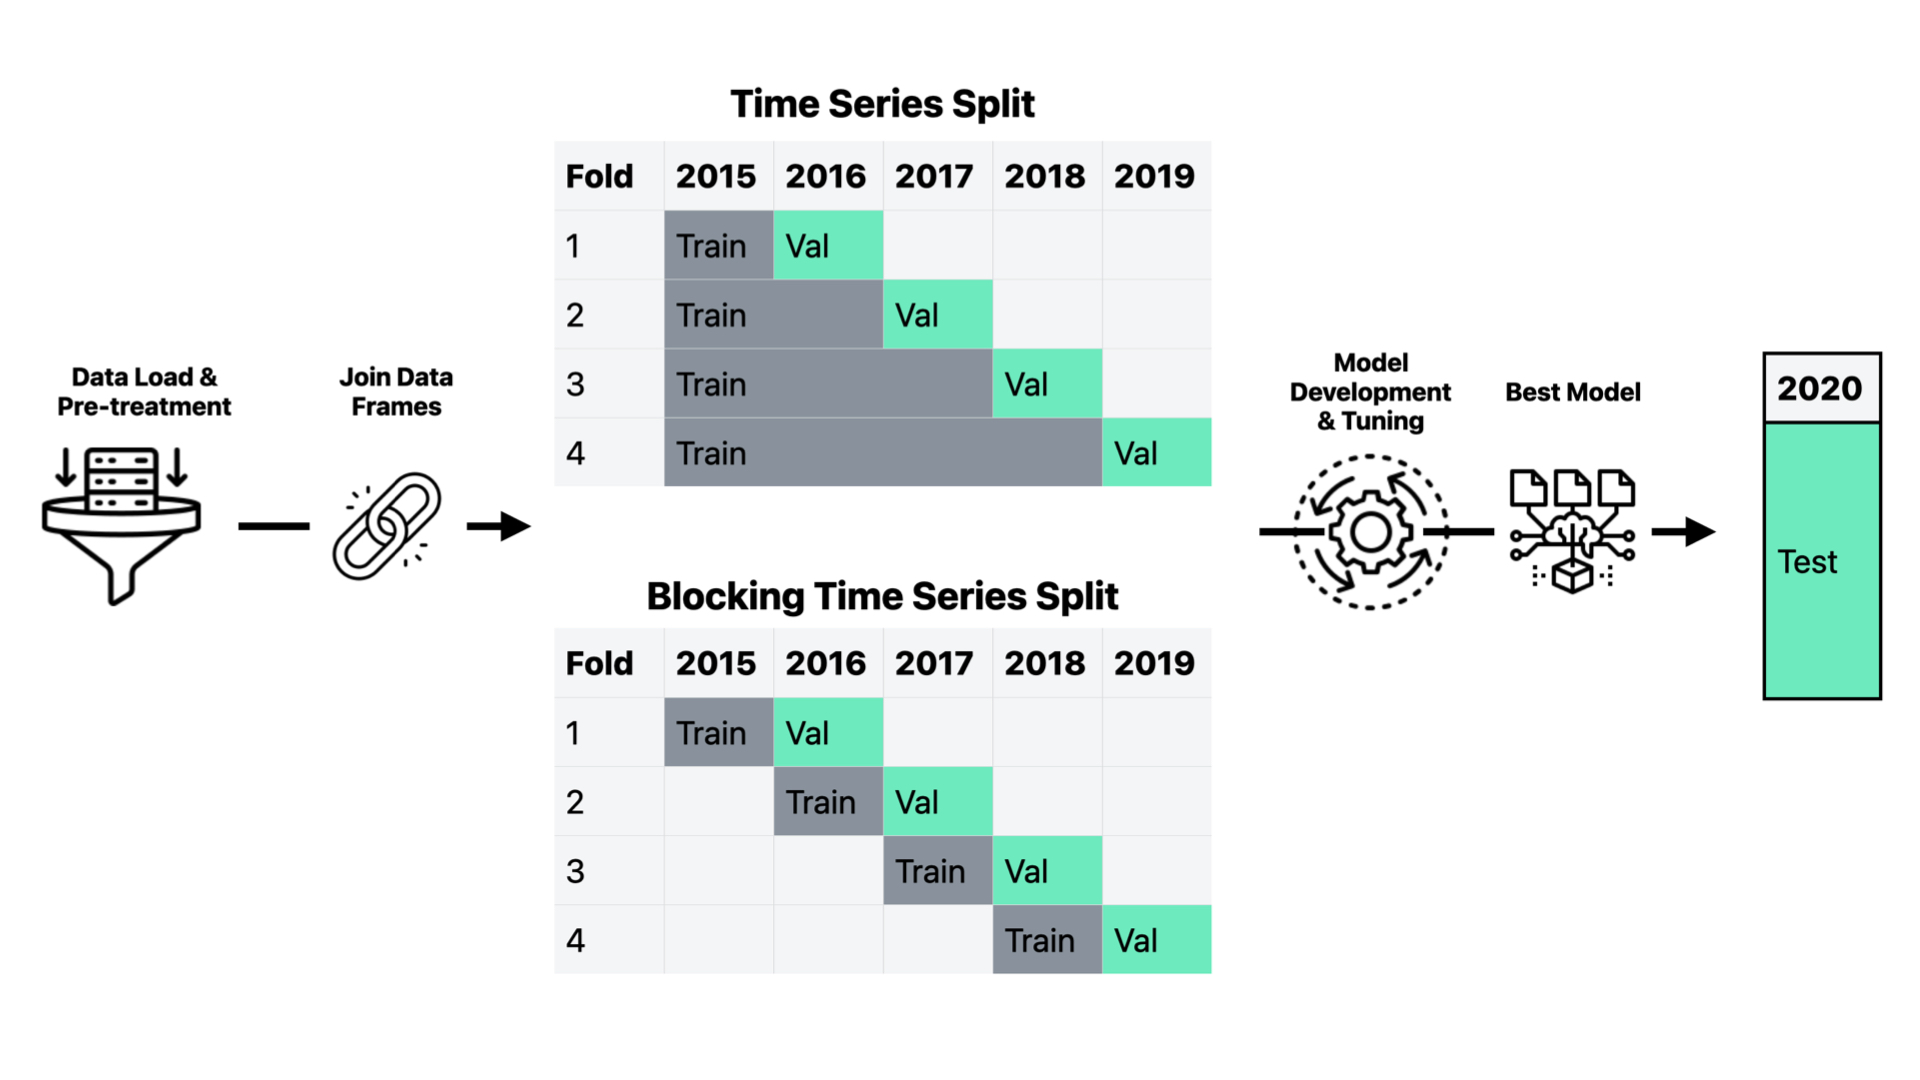 Data Load &
Pre-treatment
Join Data
Frames
Time Series Split
Fold 2015 2016 2017 2018 2019
1 Train Val
2 Train Val
3 Train Val
4 Train Val
Blocking Time Series Split
Fold 2015 2016 2017 2018 2019
1 Train Val
2 Train Val
3 Train Val
4 Train Val
Model
Development
& Tuning
Best Model
2020
Test